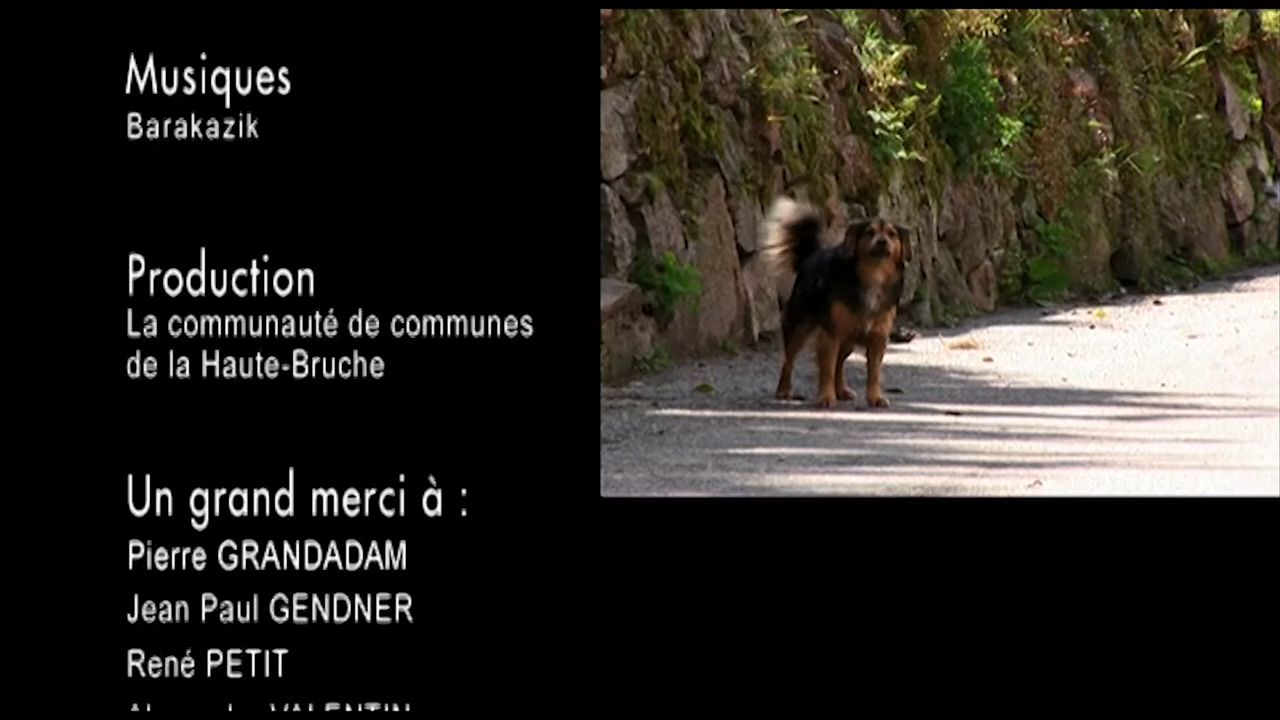 Musiques
Barakazik
Production
La communauté de communes
de la Haute-Bruche
Un grand merci à :
Pierre GRANDADAM
Jean Paul GENDNER
René PETIT
VALENTIN